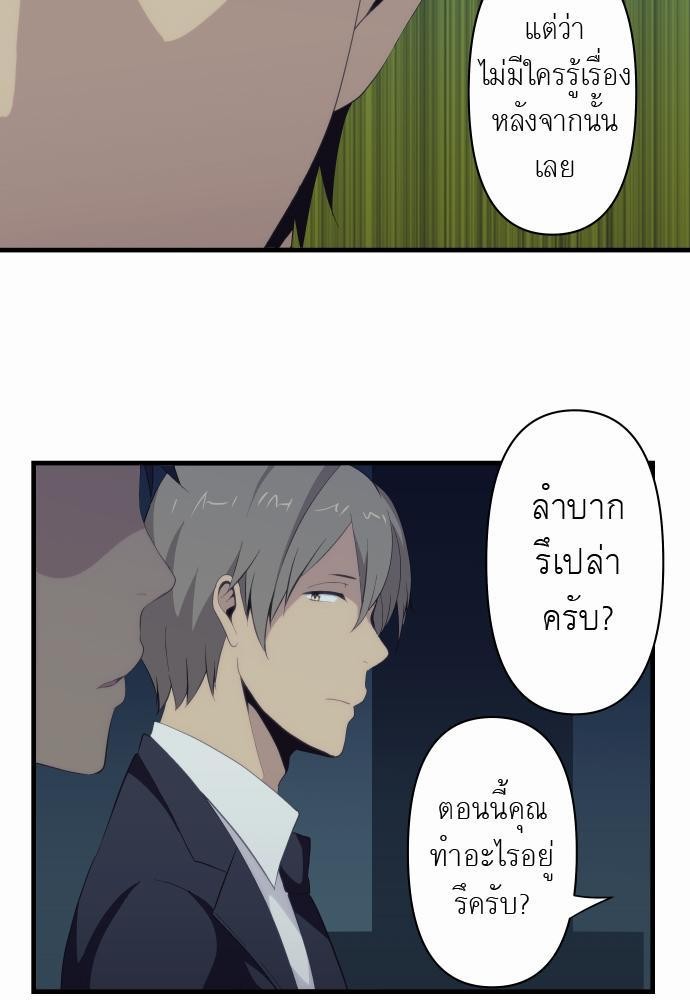 แต่ว่า
ไม่มีใครรู้เรื่อง
หลังจากนั้น
เลย
ลำบาก
รึเปล่า
ครับ?
ตอนนี้คุณ
ทำอะไรอยู่
รึครับ?